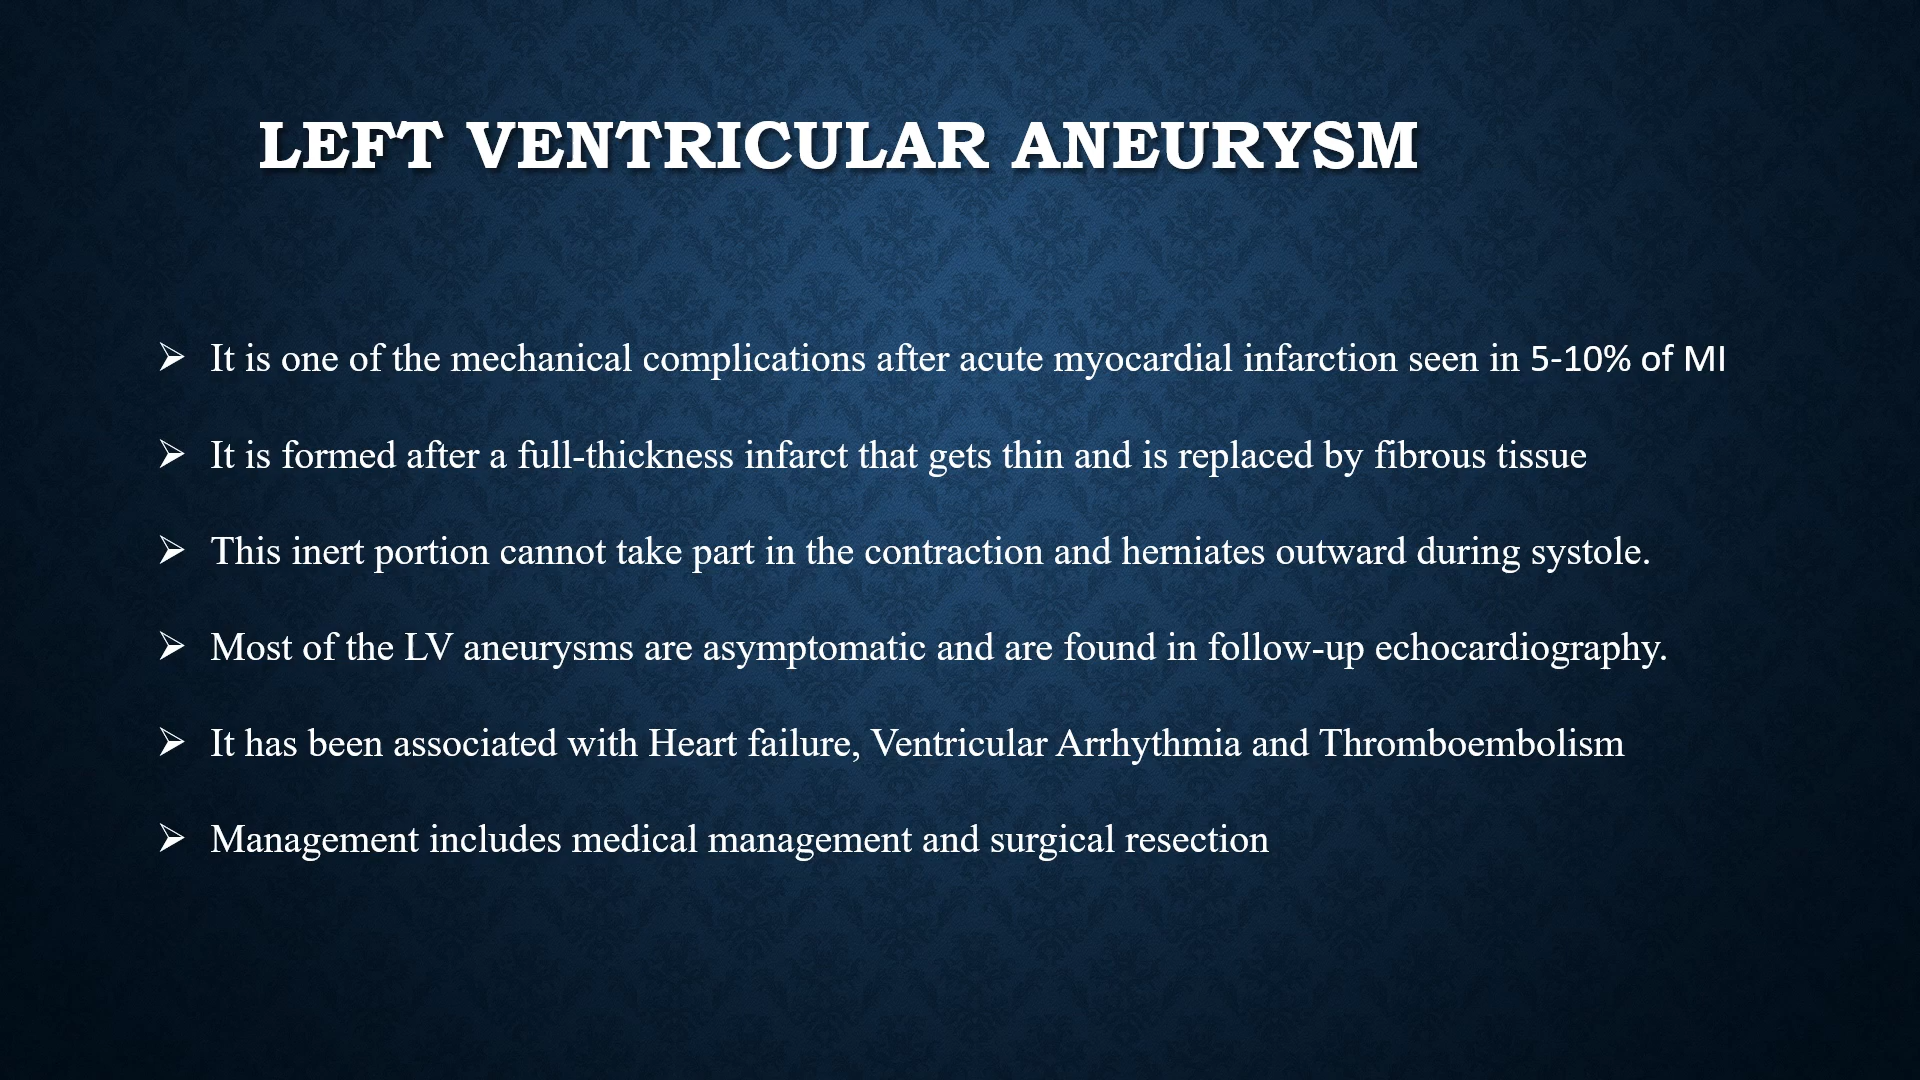 LEFT VENTRICULAR ANEURYSM
➢ It is one of the mechanical complications after acute myocardial infarction seen in 5-10% of MI
➢ It is formed after a full-thickness infarct that gets thin and is replaced by fibrous tissue
➢ This inert portion cannot take part in the contraction and herniates outward during systole.
➢ Most of the LV aneurysms are asymptomatic and are found in follow-up echocardiography.
➢ It has been associated with Heart failure, Ventricular Arrhythmia and Thromboembolism
➢ Management includes medical management and surgical resection